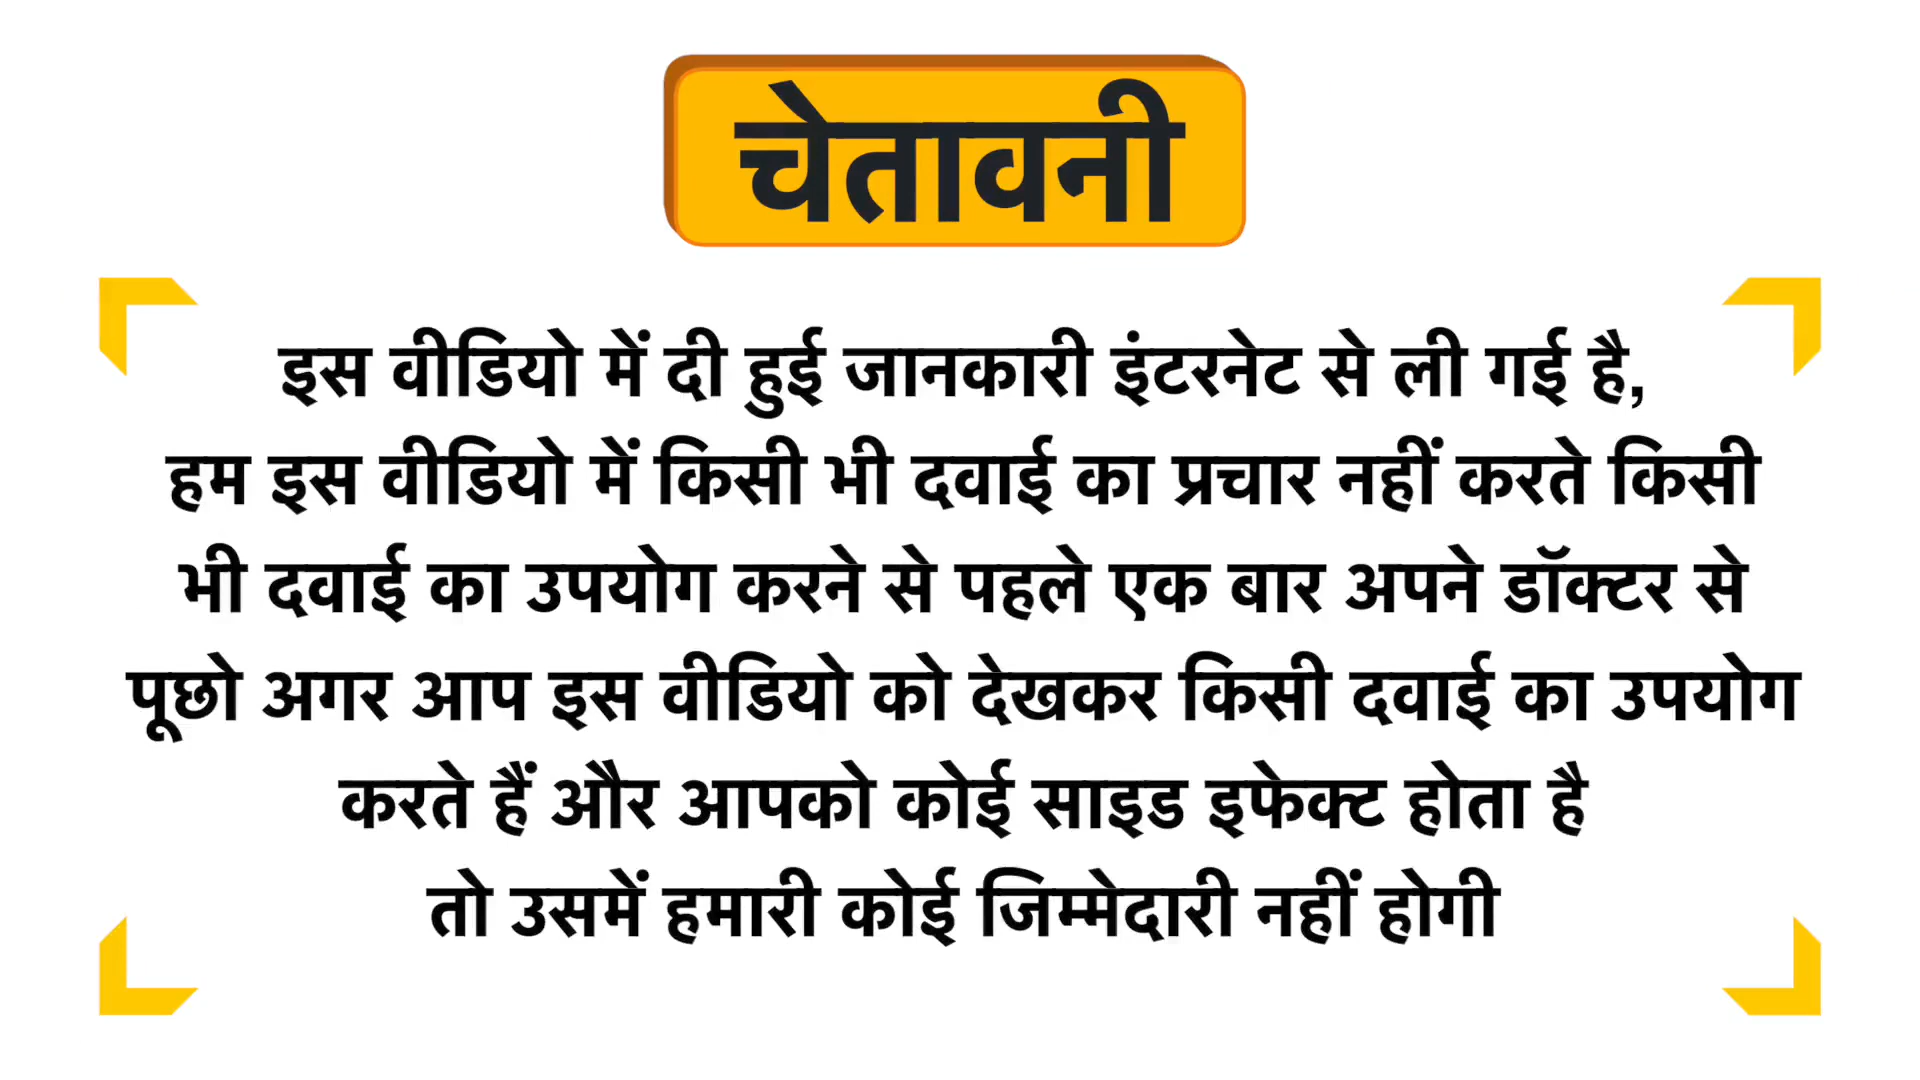 चेतावनी
इस वीडियो में दी हुई जानकारी इंटरनेट से ली गई है,
हम इस वीडियो में किसी भी दवाई का प्रचार नहीं करते किसी
भी दवाई का उपयोग करने से पहले एक बार अपने डॉक्टर से
पूछो अगर आप इस वीडियो को देखकर किसी दवाई का उपयोग
करते हैं और आपको कोई साइड इफेक्ट होता है
तो उसमें हमारी कोई जिम्मेदारी नहीं होगी